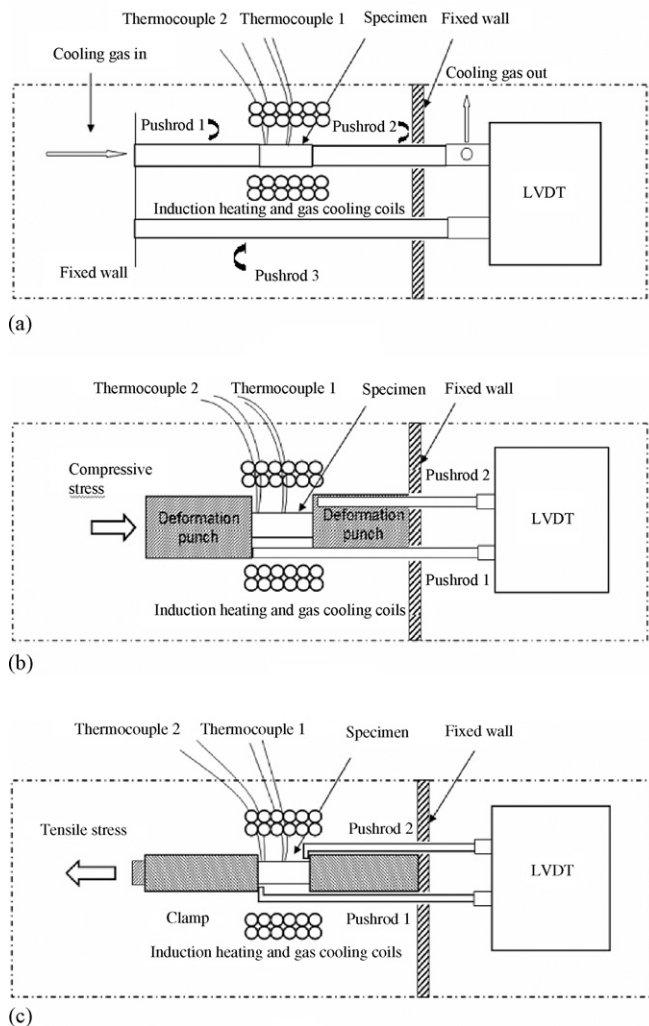 Thermocouple 2 Thermocouple 1 Specimen Fixed wall
Cooling gas in
Cooling gas out
Pushrod 1
Pushrod 2
LVDT
Induction heating and gas cooling coils
Fixed wall
Pushrod 3
(a)
Thermocouple 2 Thermocouple 1 Specimen Fixed wall
Compressive
stress
Pushrod 2
Deformation
punch
Deformation
punch
LVDT
Pushrod 1
Induction heating and gas cooling coils
(b)
Thermocouple 2 Thermocouple 1 Specimen Fixed wall
Tensile stress
Pushrod 2
LVDT
Clamp
Pushrod 1
Induction heating and gas cooling coils
(c)